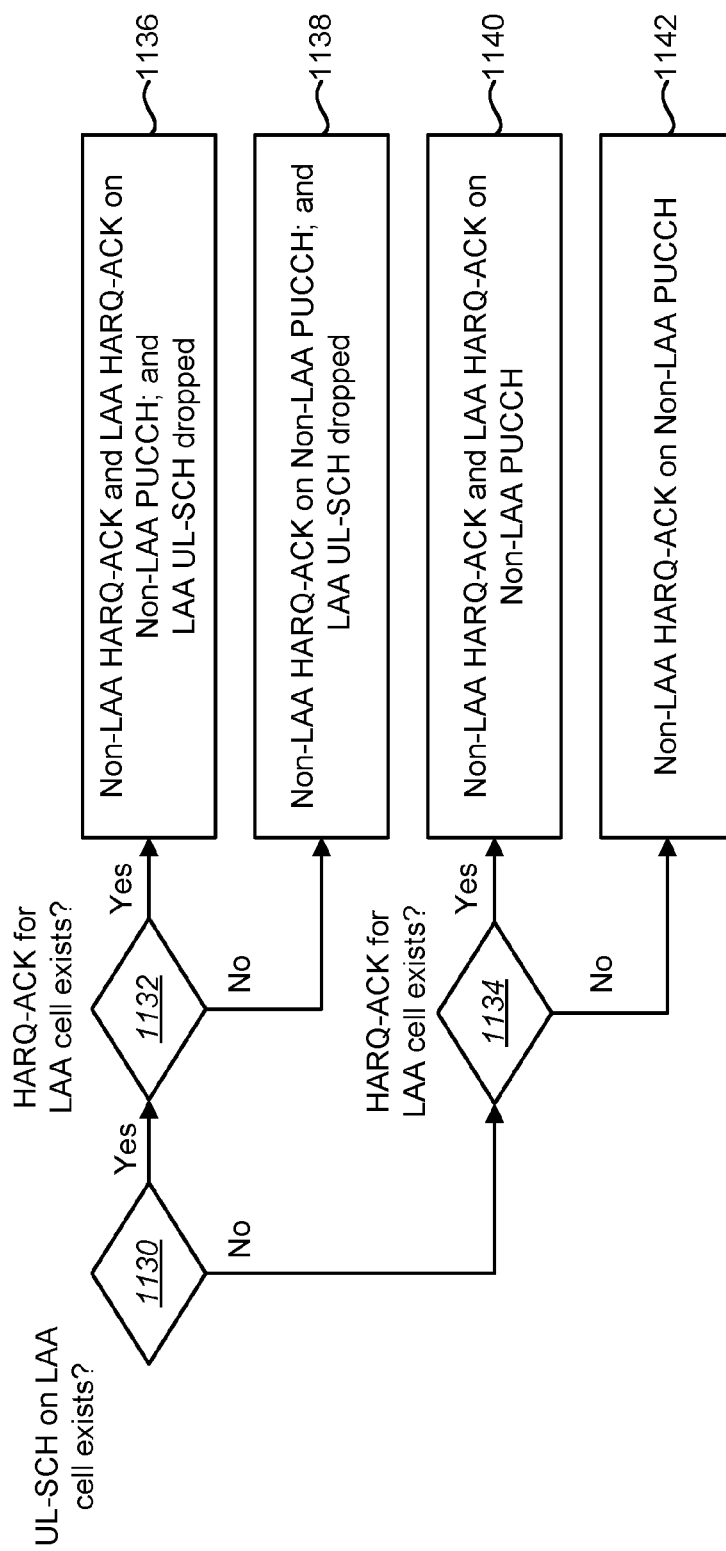 UL-SCH on LAA
cell exists?
1130
Yes
No
HARQ-ACK for
LAA cell exists?
1132
Yes
No
HARQ-ACK for
LAA cell exists?
1134
Yes
No
Non-LAA HARQ-ACK and LAA HARQ-ACK on
Non-LAA PUCCH; and
LAA UL-SCH dropped
1136
Non-LAA HARQ-ACK on Non-LAA PUCCH; and
LAA UL-SCH dropped
1138
Non-LAA HARQ-ACK and LAA HARQ-ACK on
Non-LAA PUCCH
1140
Non-LAA HARQ-ACK on Non-LAA PUCCH
1142